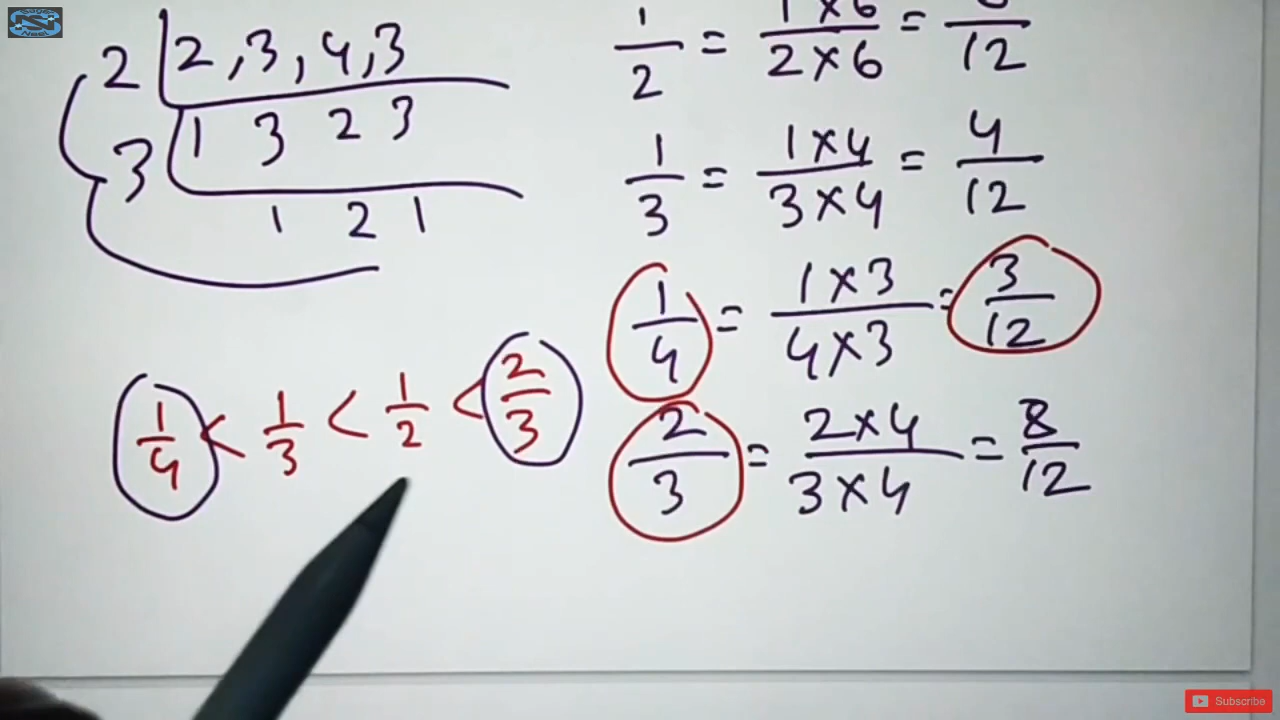 2 | 2, 3, 4, 3
3 | 1 3 2 3
1 2 1
1/4 < 1/3 < 1/2 < 2/3
1/2 = 1×6/2×6 = /12
1/3 = 1×4/3×4 = 4/12
1/4 = 1×3/4×3 = 3/12
2/3 = 2×4/3×4 = 8/12
Subscribe